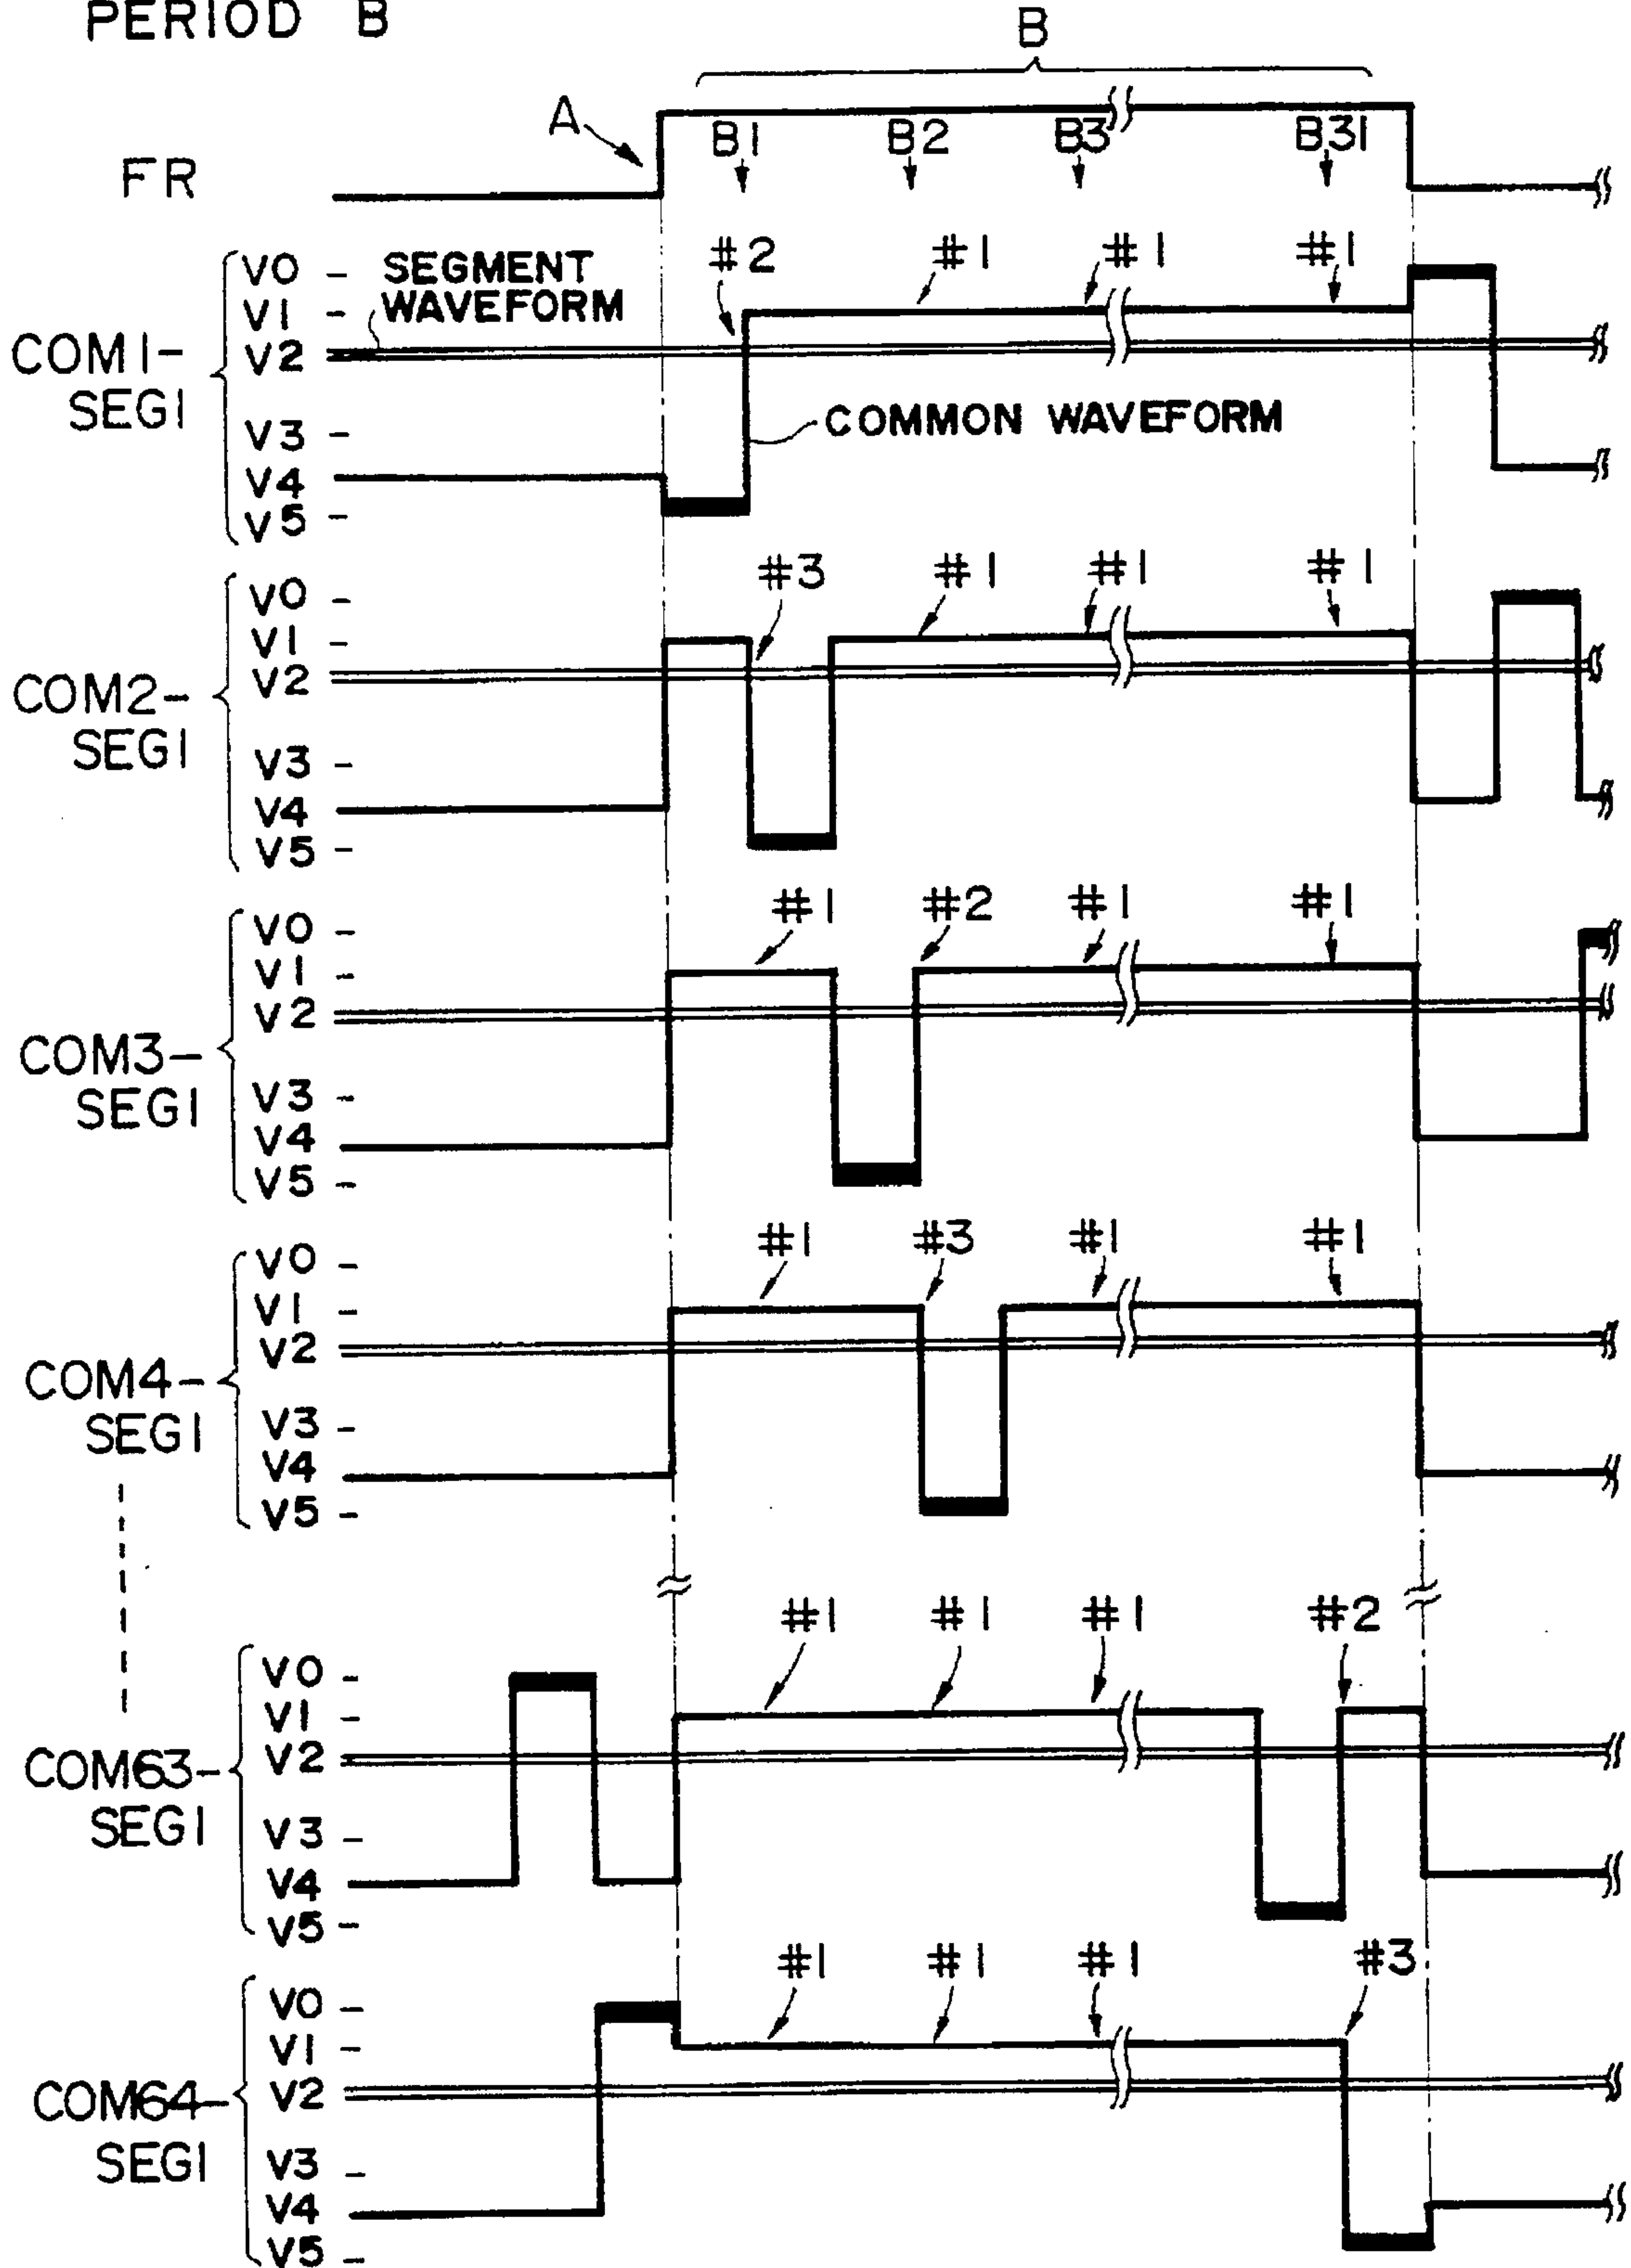 PERIOD B
B
A
B1 B2 B3 B31
FR
#2 #1 #1 #1
V0
SEGMENT
WAVEFORM
V1
COM1-
SEG1
V2
COMMON WAVEFORM
V3
V4
V5
#3 #1 #1 #1
V0
V1
COM2-
SEG1
V2
V3
V4
V5
#1 #2 #1 #1
V0
V1
V2
COM3-
SEG1
V3
V4
V5
#1 #3 #1 #1
V0
V1
V2
COM4-
SEG1
V3
V4
V5
#1 #1 #1 #2
V0
V1
V2
COM63-
SEG1
V3
V4
V5
#1 #1 #1 #3
V0
V1
V2
COM64-
SEG1
V3
V4
V5